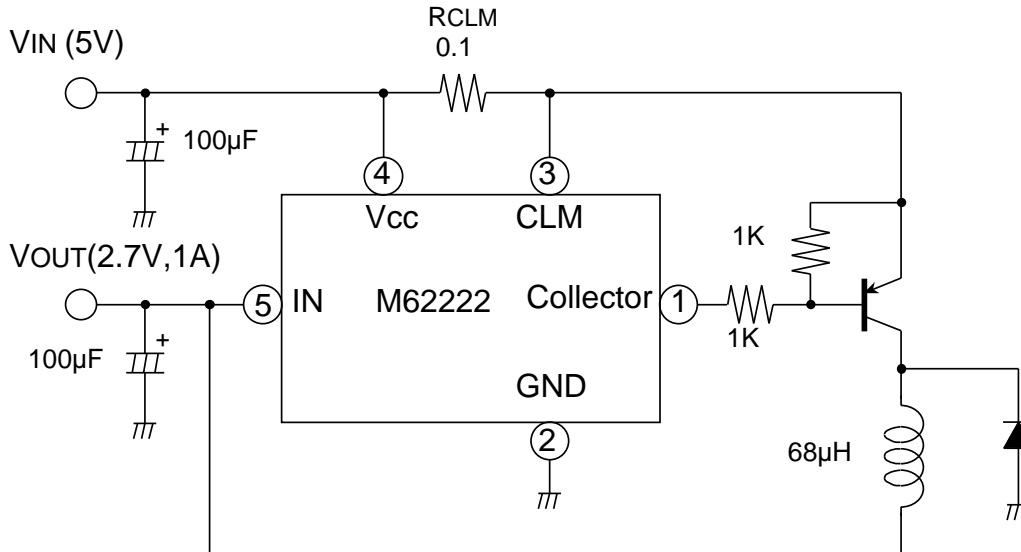 RCLM
0.1
VIN (5V)
+
100µF
4
3
Vcc
CLM
VOUT(2.7V,1A)
1K
5
IN
M62222
Collector
1
1K
+
100µF
GND
2
68µH